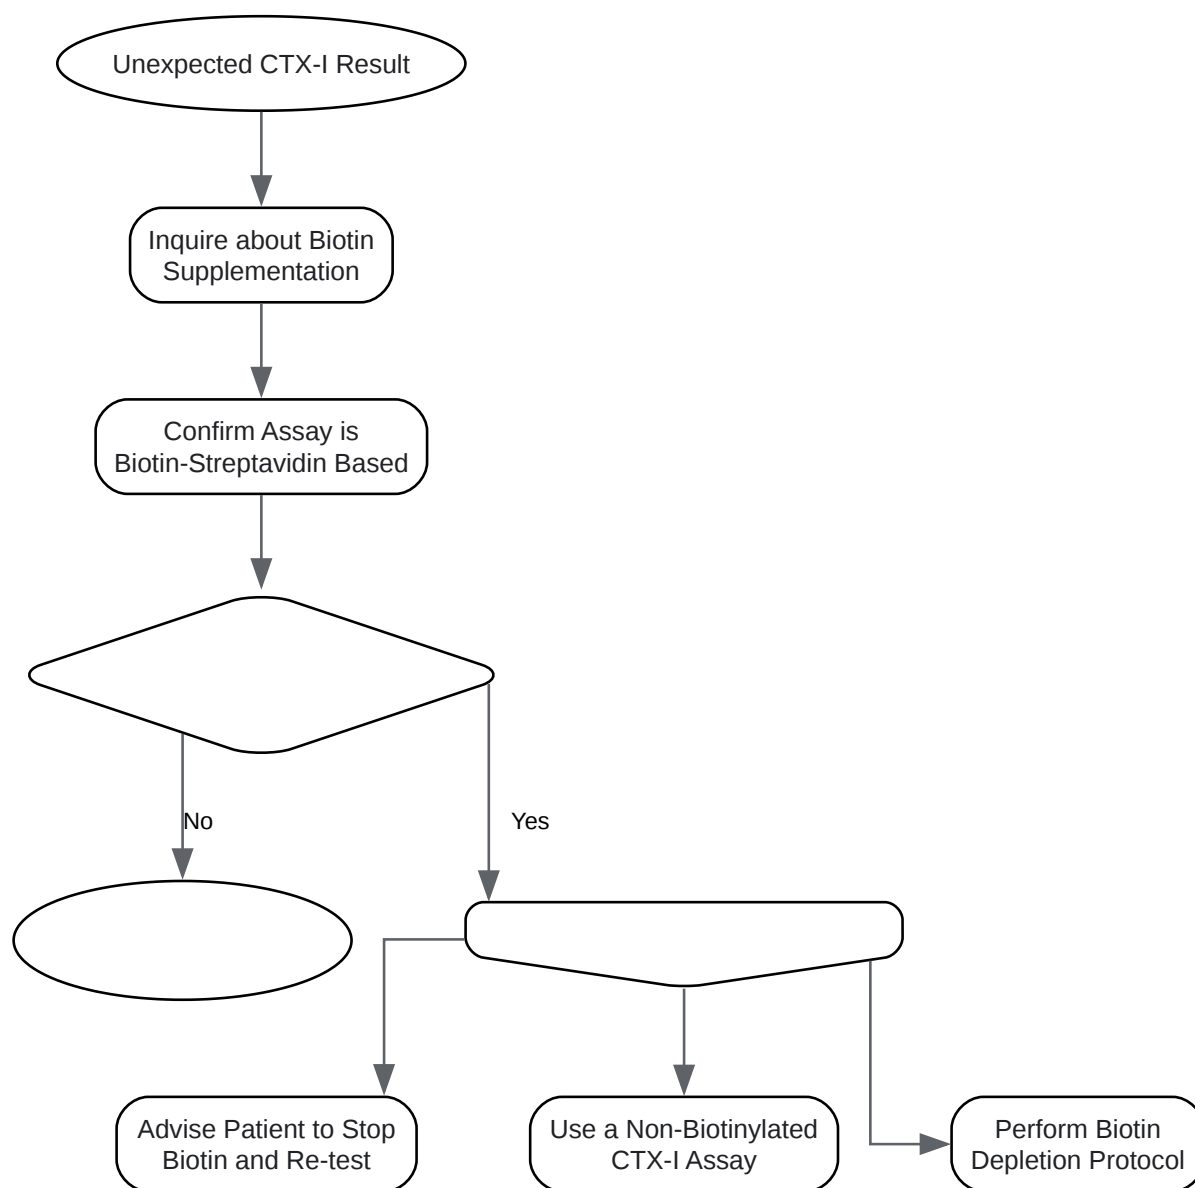 Unexpected CTX-I Result
Inquire about Biotin
Supplementation
Confirm Assay is
Biotin-Streptavidin Based
No
Yes
Advise Patient to Stop
Biotin and Re-test
Use a Non-Biotinylated
CTX-I Assay
Perform Biotin
Depletion Protocol